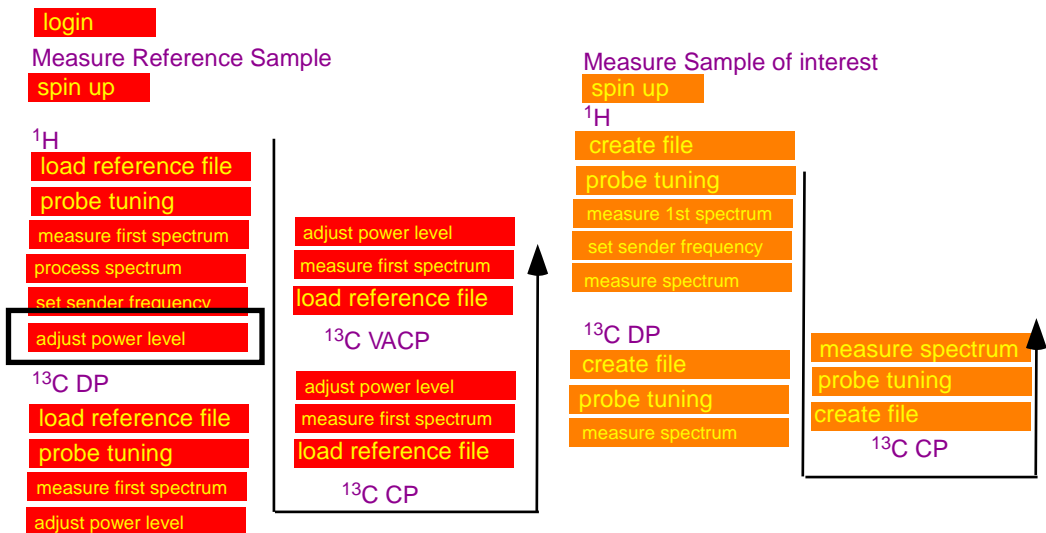 login
Measure Reference Sample
spin up
¹H
load reference file
probe tuning
measure first spectrum
process spectrum
set sender frequency
adjust power level
¹³C DP
load reference file
probe tuning
measure first spectrum
adjust power level
adjust power level
measure first spectrum
load reference file
¹³C VACP
adjust power level
measure first spectrum
load reference file
¹³C CP
Measure Sample of interest
spin up
¹H
create file
probe tuning
measure 1st spectrum
set sender frequency
measure spectrum
¹³C DP
create file
probe tuning
measure spectrum
measure spectrum
probe tuning
create file
¹³C CP